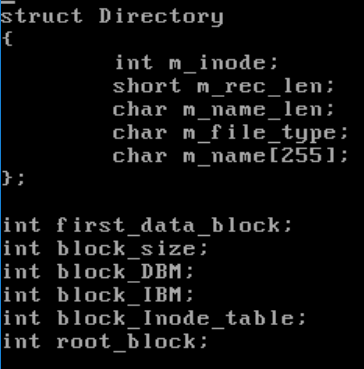 struct Directory
{
        int m_inode;
        short m_rec_len;
        char m_name_len;
        char m_file_type;
        char m_name[255];
};

int first_data_block;
int block_size;
int block_DBM;
int block_IBM;
int block_Inode_table;
int root_block;